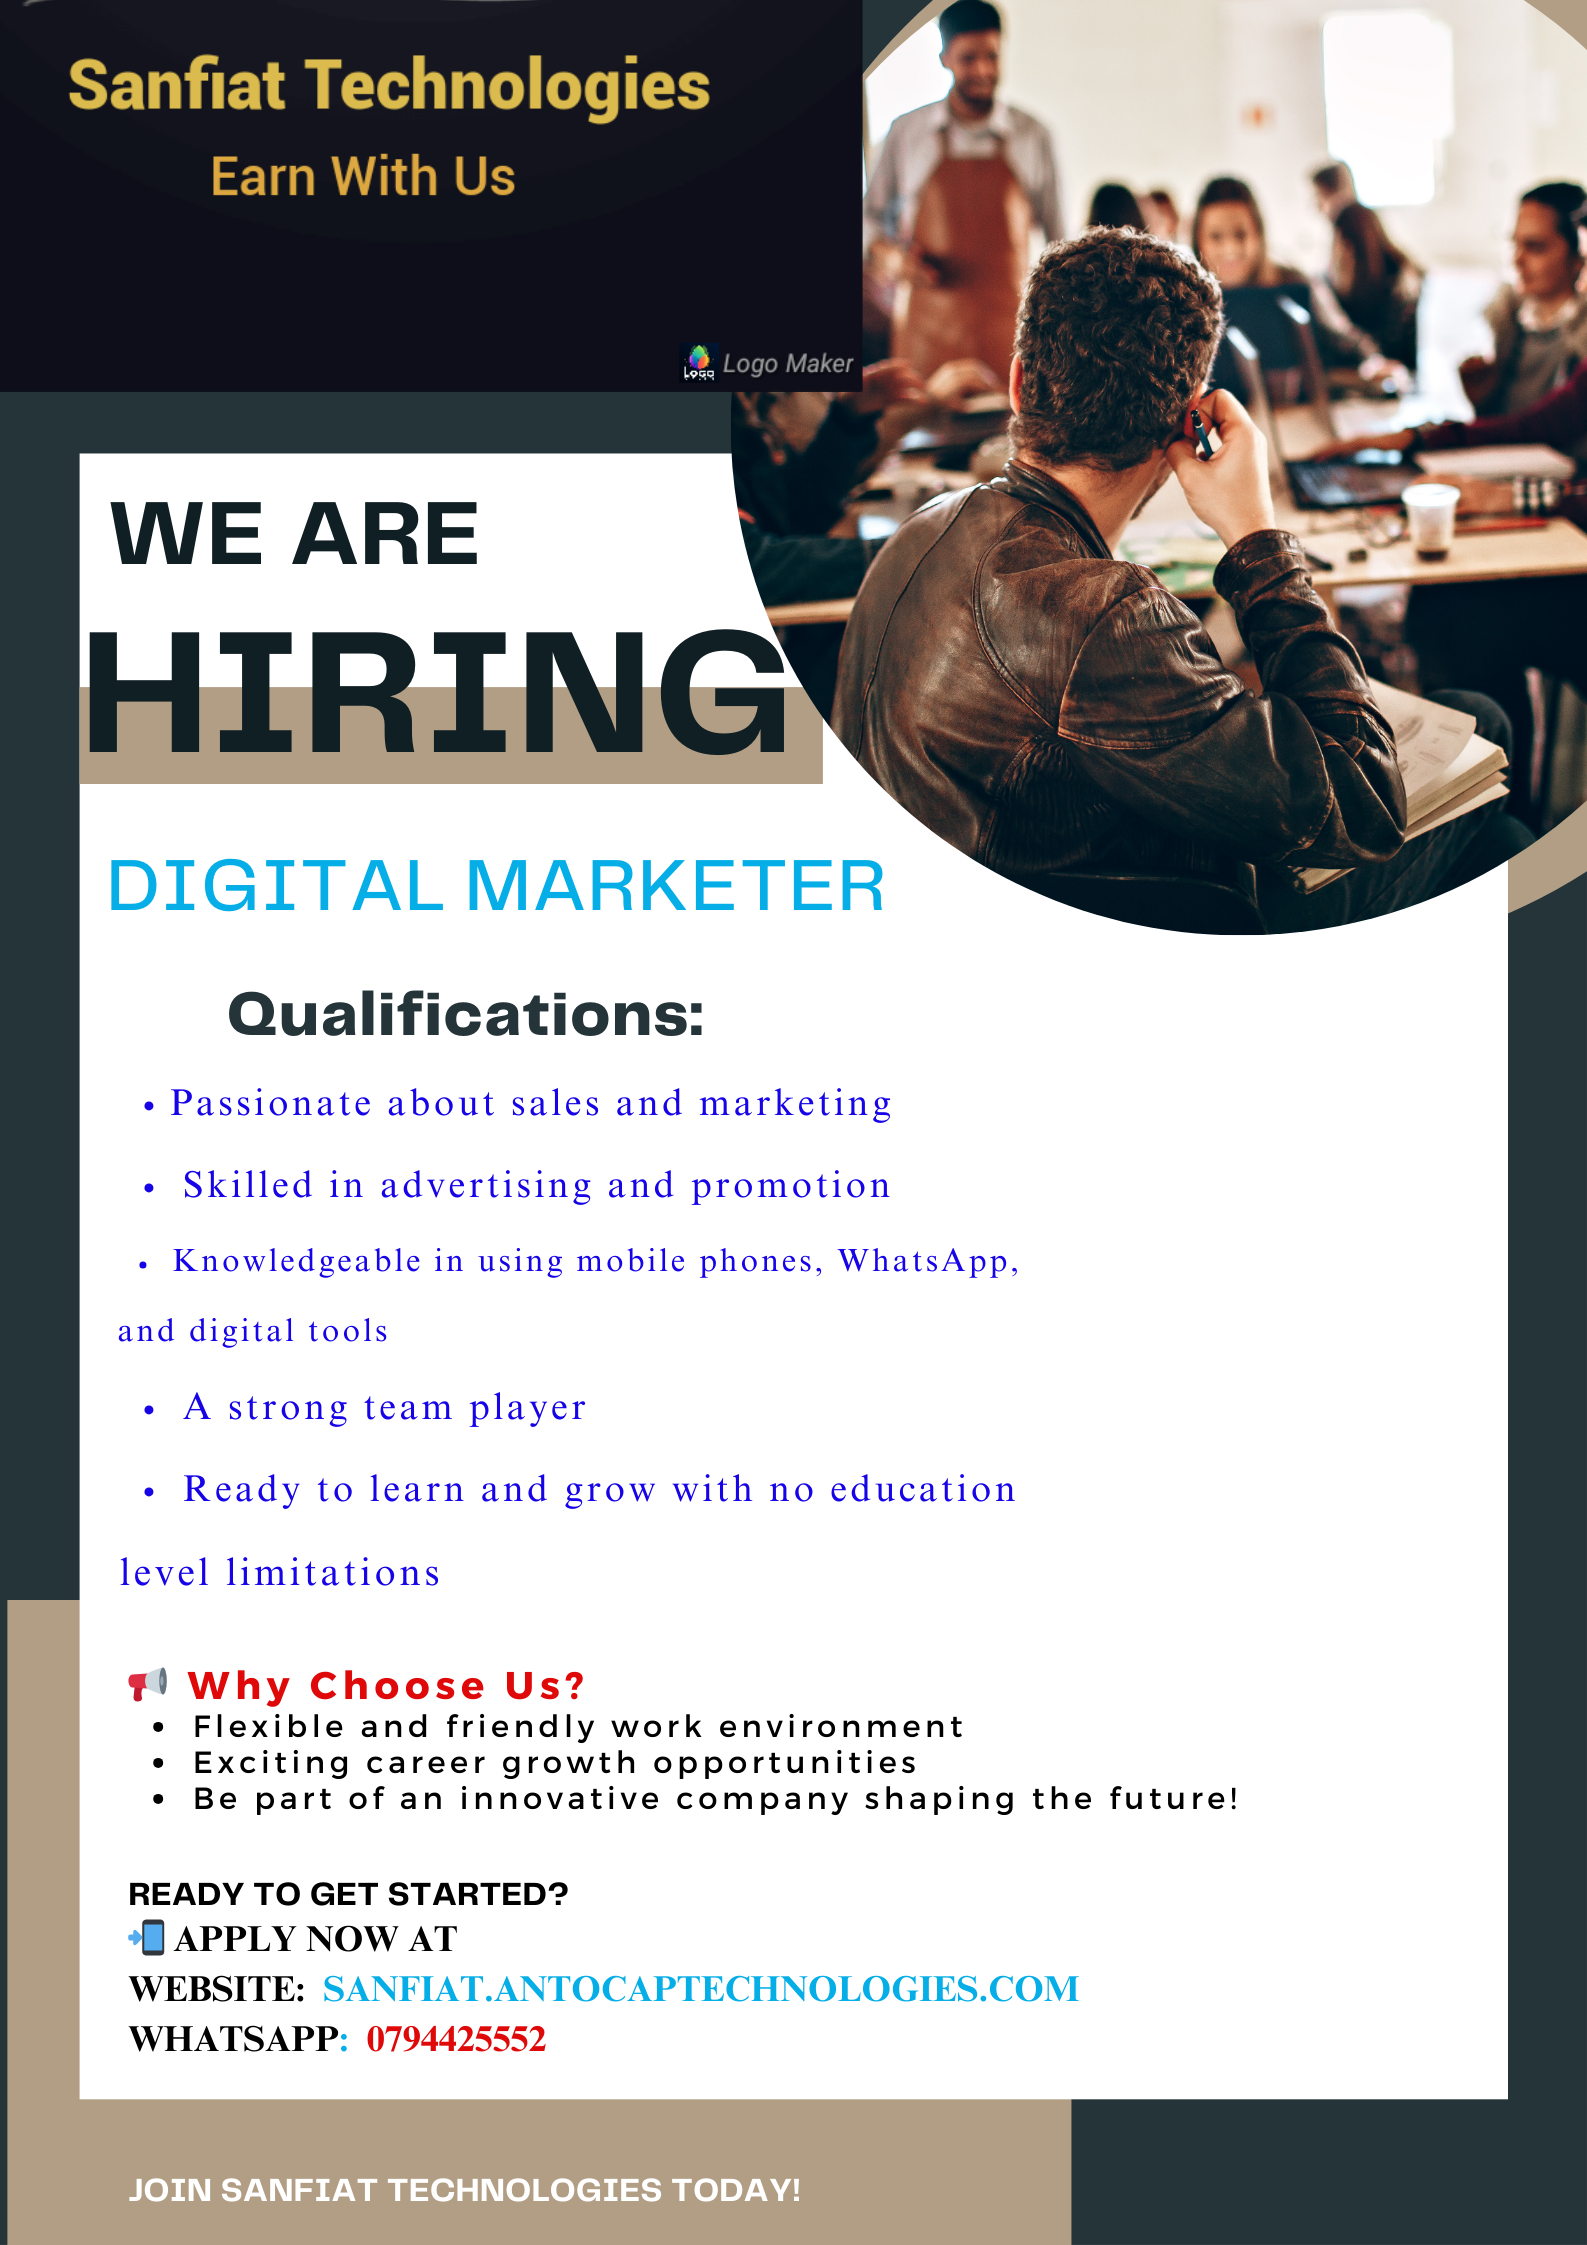 Sanfiat Technologies
Earn With Us
LOGO
Logo Maker
WE ARE
HIRING
DIGITAL MARKETER
Qualifications:
• Passionate about sales and marketing
• Skilled in advertising and promotion
• Knowledgeable in using mobile phones, WhatsApp,
and digital tools
• A strong team player
• Ready to learn and grow with no education
level limitations
📢 Why Choose Us?
• Flexible and friendly work environment
• Exciting career growth opportunities
• Be part of an innovative company shaping the future!
READY TO GET STARTED?
📲 APPLY NOW AT
WEBSITE: SANFIAT.ANTOCAPTECHNOLOGIES.COM
WHATSAPP: 0794425552
JOIN SANFIAT TECHNOLOGIES TODAY!